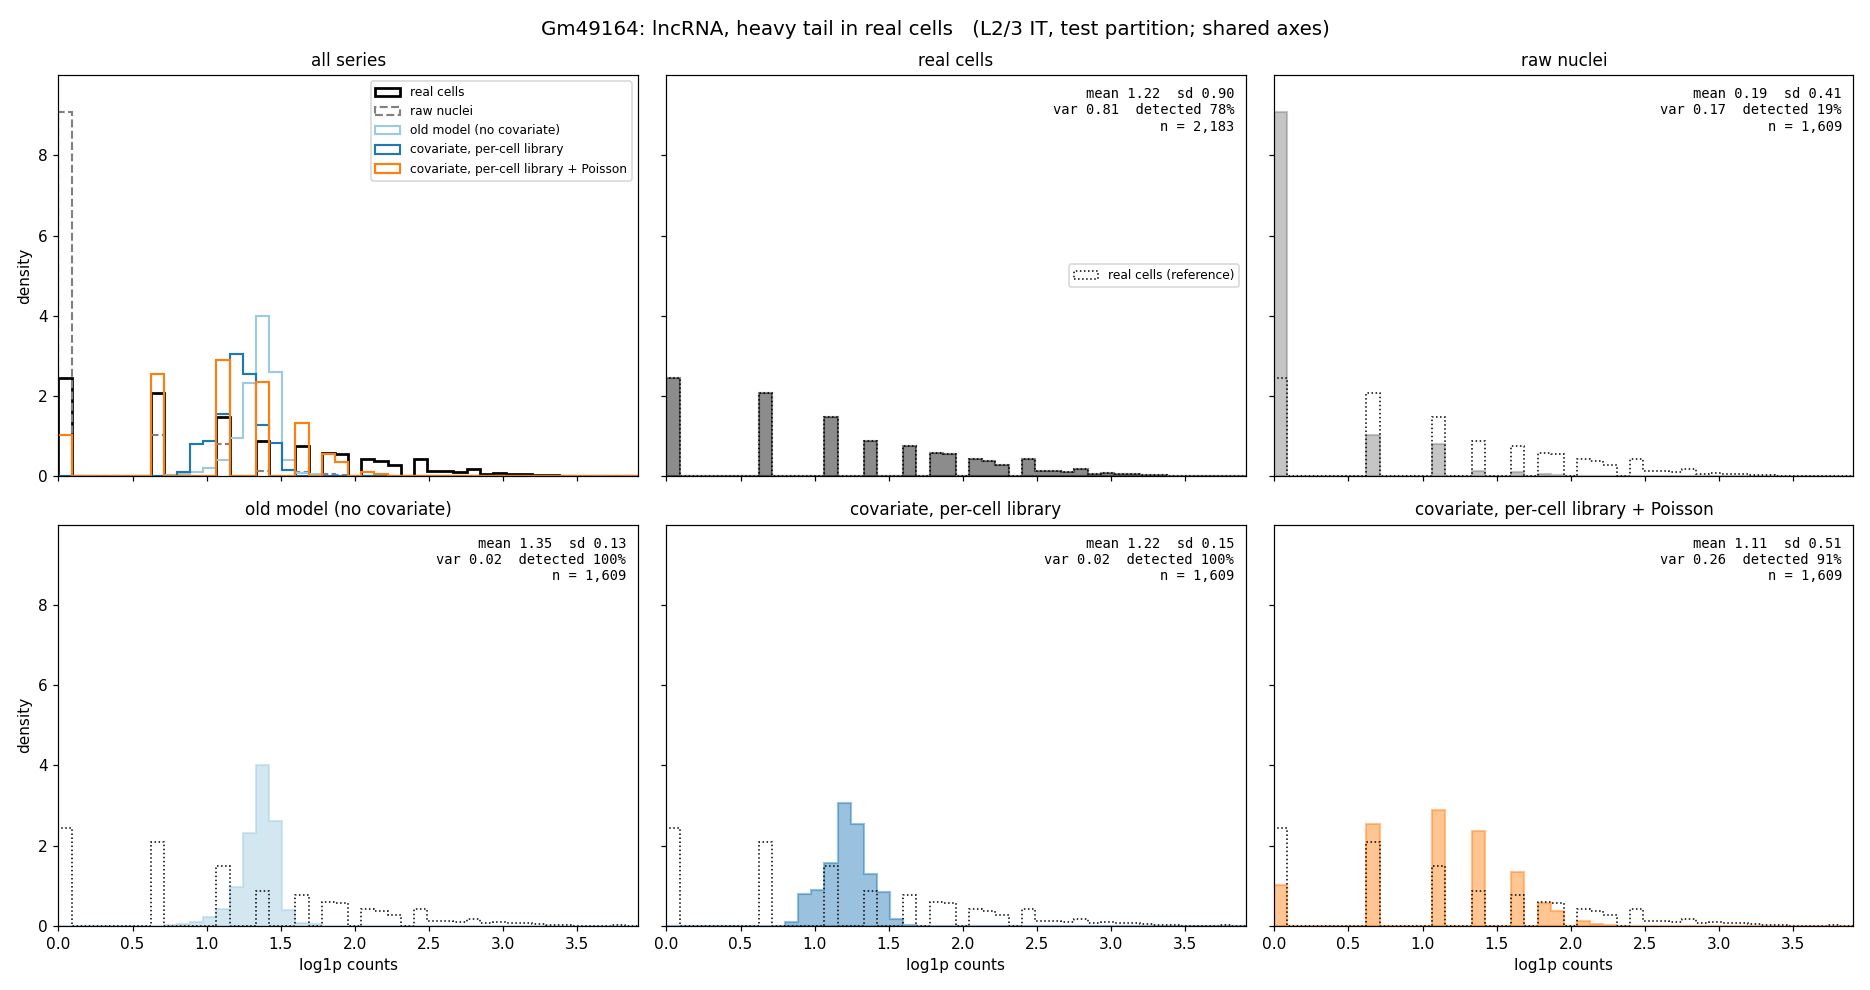 Gm49164: lncRNA, heavy tail in real cells   (L2/3 IT, test partition; shared axes)
all series
real cells
raw nuclei
old model (no covariate)
covariate, per-cell library
covariate, per-cell library + Poisson
density
8
6
4
2
0
real cells
mean 1.22  sd 0.90
var 0.81  detected 78%
n = 2,183
real cells (reference)
raw nuclei
mean 0.19  sd 0.41
var 0.17  detected 19%
n = 1,609
old model (no covariate)
mean 1.35  sd 0.13
var 0.02  detected 100%
n = 1,609
density
8
6
4
2
0
0.0 0.5 1.0 1.5 2.0 2.5 3.0 3.5
log1p counts
covariate, per-cell library
mean 1.22  sd 0.15
var 0.02  detected 100%
n = 1,609
0.0 0.5 1.0 1.5 2.0 2.5 3.0 3.5
log1p counts
covariate, per-cell library + Poisson
mean 1.11  sd 0.51
var 0.26  detected 91%
n = 1,609
0.0 0.5 1.0 1.5 2.0 2.5 3.0 3.5
log1p counts